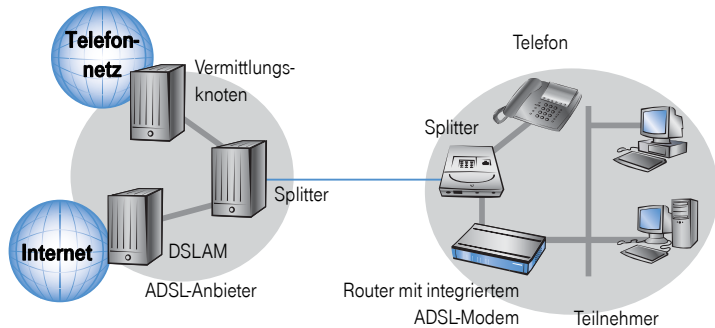 Telefon-
netz
Vermittlungs-
knoten
Splitter
Internet
DSLAM
ADSL-Anbieter
Telefon
Splitter
Router mit integriertem
ADSL-Modem
Teilnehmer